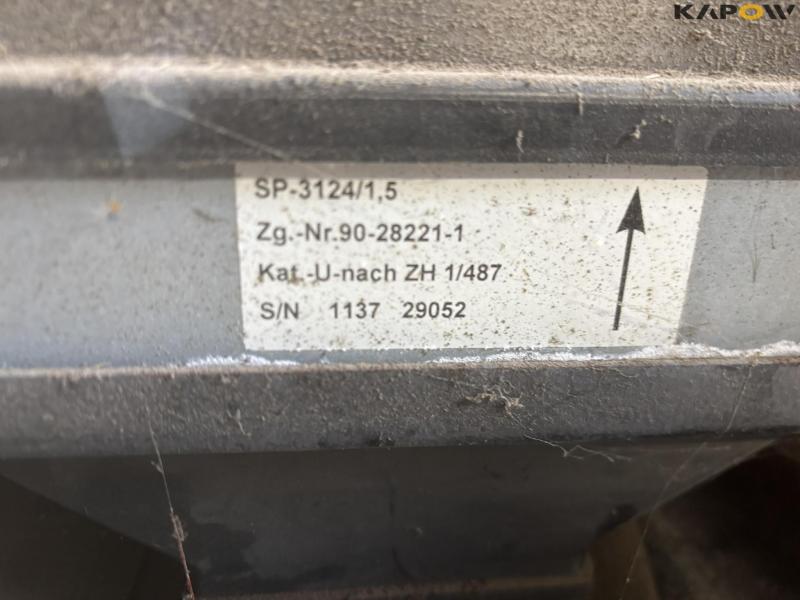 KAPOW
SP-3124/1,5
Zg.-Nr.90-28221-1
Kat.-U-nach ZH 1/487
S/N 1137 29052